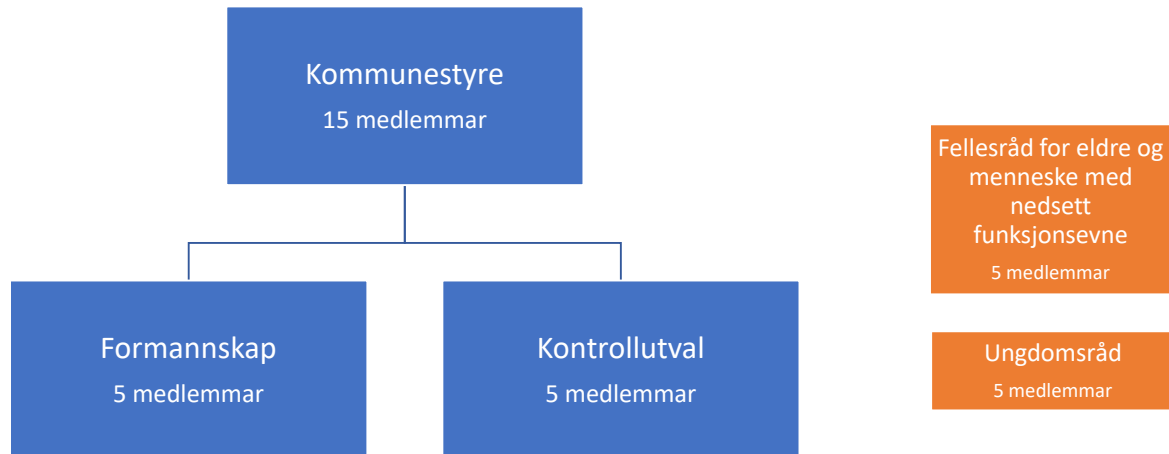 Kommunestyre
15 medlemmar
Formannskap
5 medlemmar
Kontrollutval
5 medlemmar
Fellesråd for eldre og
menneske med
nedsett
funksjonsevne
5 medlemmar
Ungdomsråd
5 medlemmar